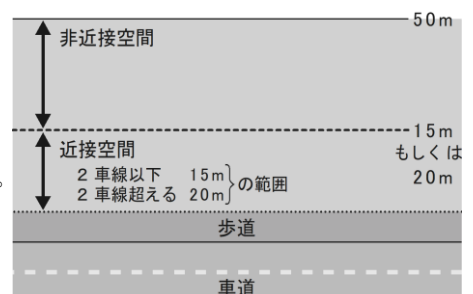 50m
非近接空間
15m
もしくは
20m
近接空間
2 車線以下 15m
2 車線超える 20m
の範囲
歩道
車道
。